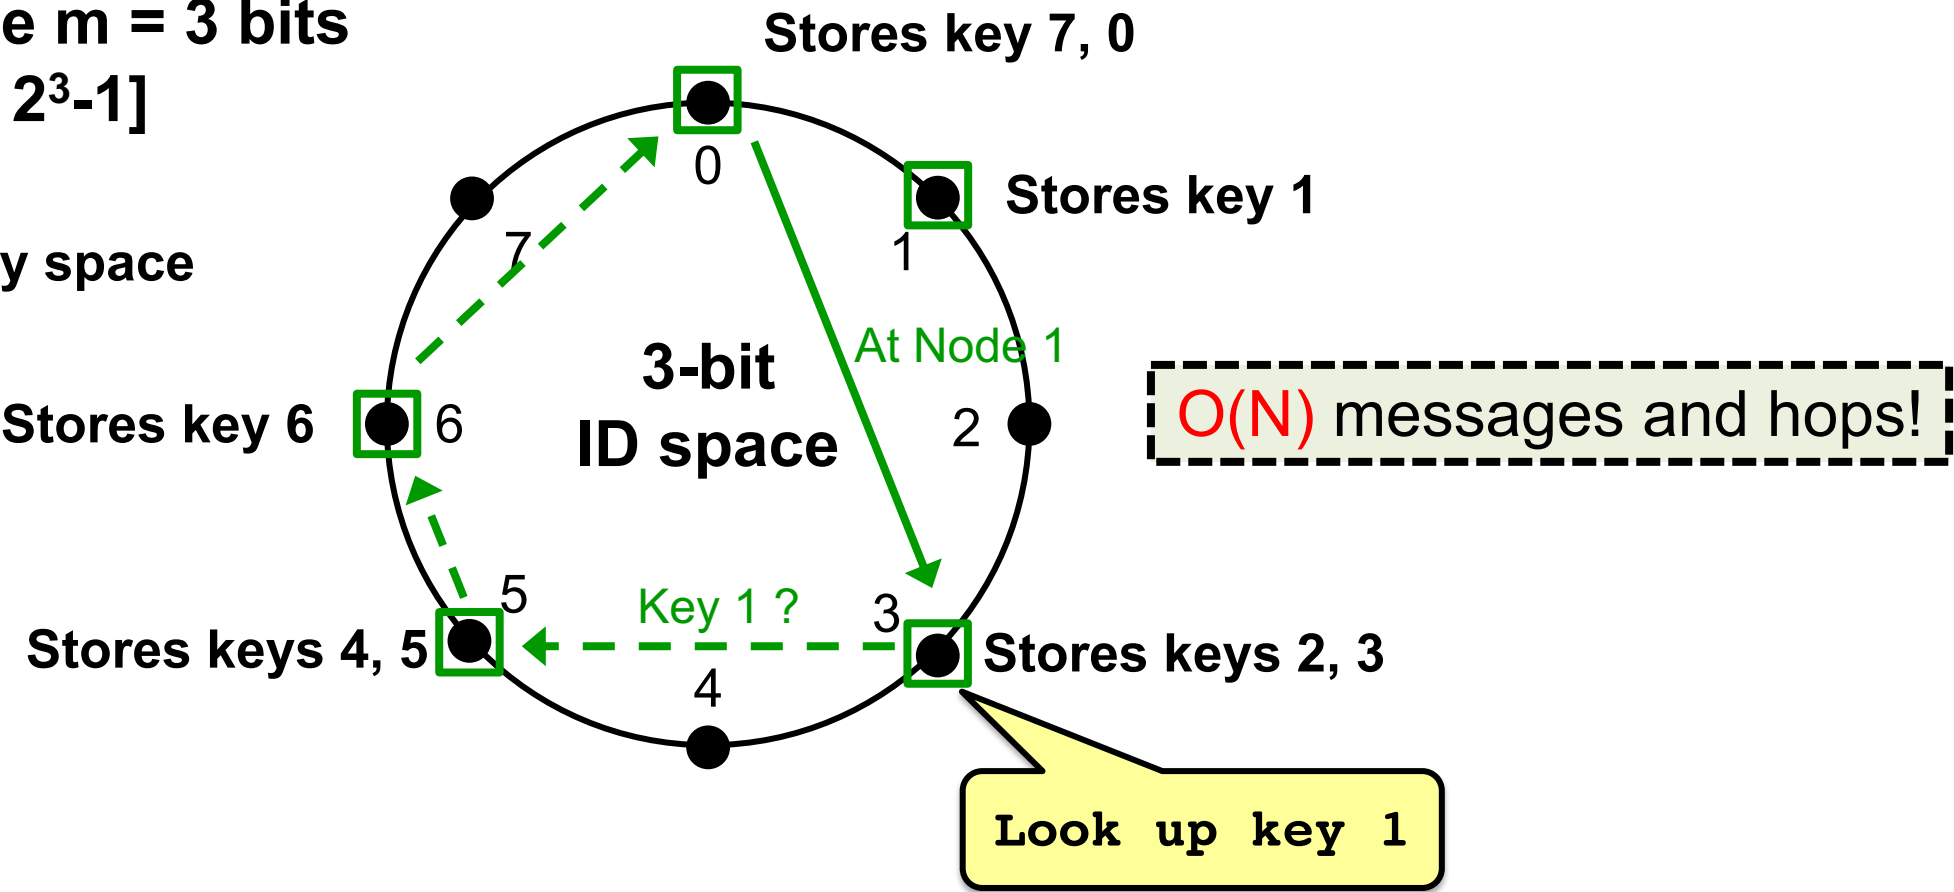 e m = 3 bits
2³-1]
y space
Stores key 7, 0
0
Stores key 1
1
7
At Node 1
3-bit
ID space
2
O(N) messages and hops!
Stores key 6
6
5
Key 1 ?
3
Stores keys 4, 5
4
Stores keys 2, 3
Look up key 1